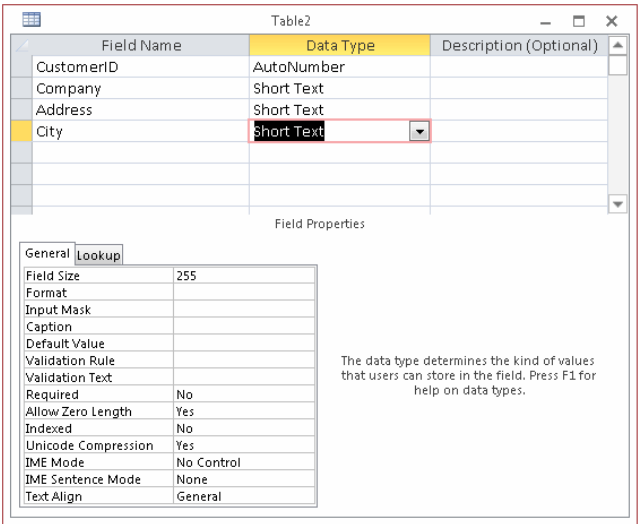 Table2
Field Name Data Type Description (Optional)
CustomerID AutoNumber
Company Short Text
Address Short Text
City Short Text
Field Properties
General Lookup
Field Size 255
Format
Input Mask
Caption
Default Value
Validation Rule
Validation Text
Required No
Allow Zero Length Yes
Indexed No
Unicode Compression Yes
IME Mode No Control
IME Sentence Mode None
Text Align General
The data type determines the kind of values
that users can store in the field. Press F1 for
help on data types.